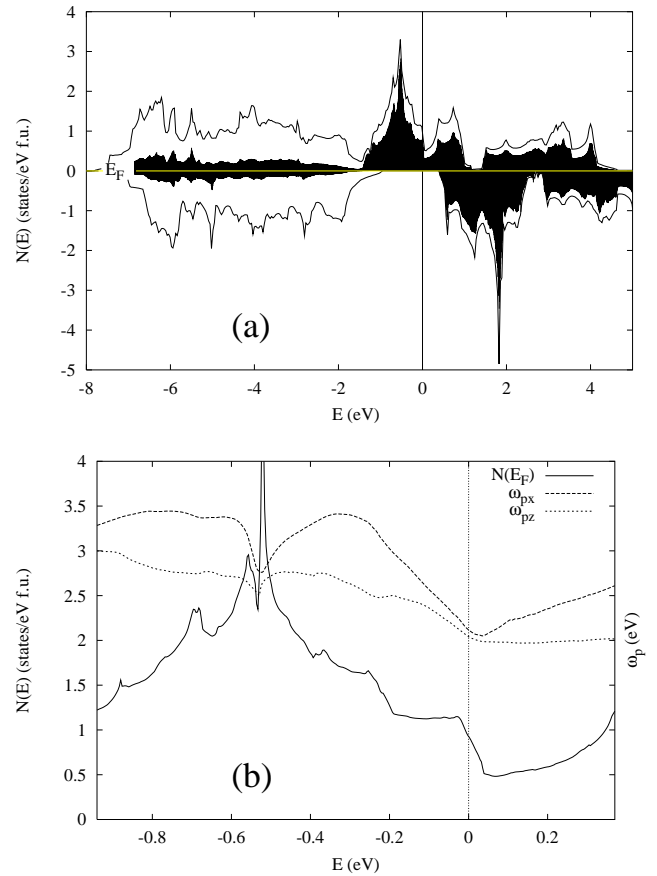 4
3
2
1
0
-1
-2
-3
-4
-5
N(E) (states/eV f.u.)
E_F
(a)
-8 -6 -4 -2 0 2 4
E (eV)
4
3.5
3
2.5
2
1.5
1
0.5
0
N(E) (states/eV f.u.)
N(E_F)
ω_px
ω_pz
ω_p (eV)
(b)
-0.8 -0.6 -0.4 -0.2 0 0.2
E (eV)